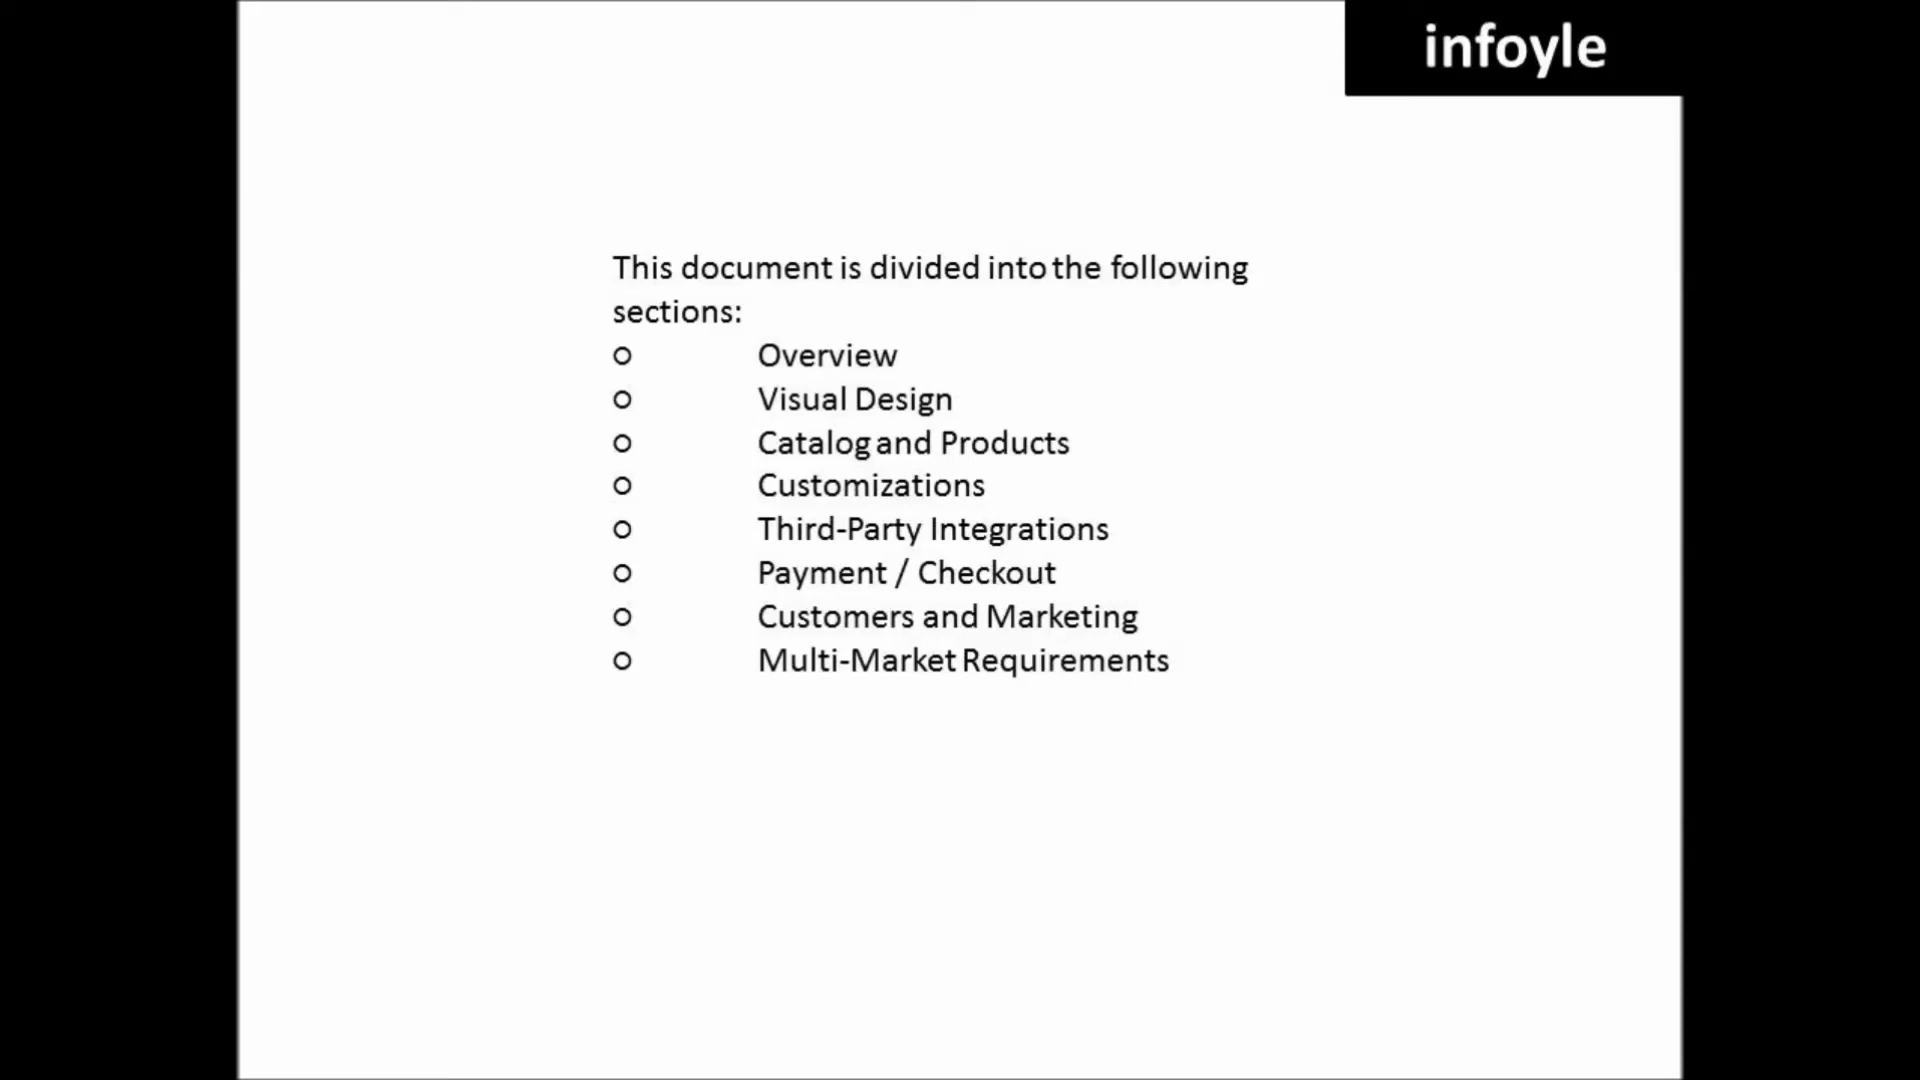 infoyle
This document is divided into the following
sections:
o Overview
o Visual Design
o Catalog and Products
o Customizations
o Third-Party Integrations
o Payment / Checkout
o Customers and Marketing
o Multi-Market Requirements